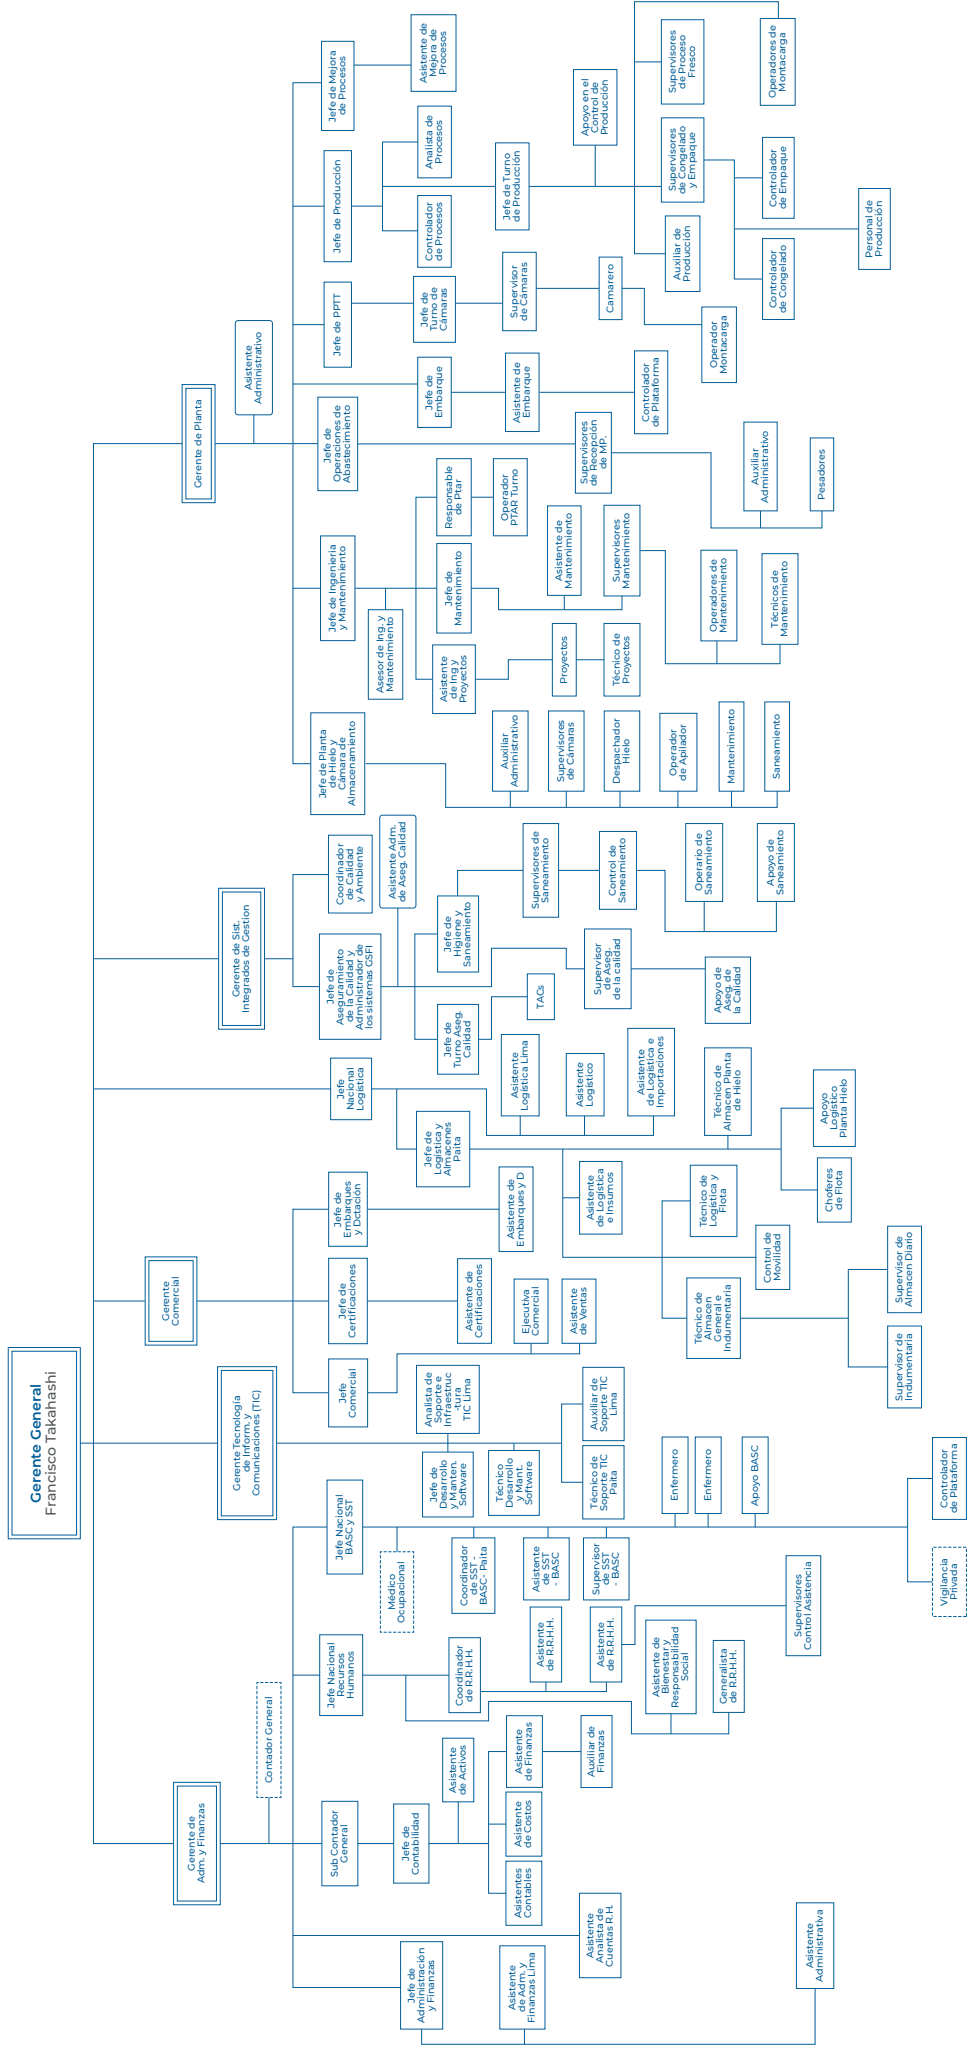 Gerente General
Francisco Takahashi
Gerente de
Adm. y Finanzas
Gerente Tecnología
de Inform. y
Comunicaciones (TIC)
Gerente
Comercial
Gerente de Sist.
Integrados de Gestion
Gerente de Planta
Contador General
Asistente
Administrativo
Jefe de
Administración
y Finanzas
Asistente
de Adm. y
Finanzas Lima
Asistente
Administrativa
Asistente
Analista de
Cuentas R.H.
Sub Contador
General
Jefe de
Contabilidad
Asistente
de Activos
Asistentes
Contables
Asistente
de Costos
Asistente
de Finanzas
Auxiliar de
Finanzas
Jefe Nacional
Recursos
Humanos
Coordinador
de R.R.H.H.
Asistente
de R.R.H.H.
Asistente
de R.R.H.H.
Supervisores
Control Asistencia
Asistente de
Bienestar y
Responsabilidad
Social
Generalista
de R.R.H.H.
Jefe Nacional
BASC y SST
Médico
Ocupacional
Coordinador
de SST -
BASC- Paita
Asistente
de SST
- BASC
Supervisor
de SST
- BASC
Enfermero
Enfermero
Apoyo BASC
Vigilancia
Privada
Controlador
de Plataforma
Analista de
Soporte e
Infraestruc
-tura
TIC Lima
Jefe de
Desarrollo
y Manten.
Software
Técnico
Desarrollo
y Mant.
Software
Técnico de
Soporte TIC
Paita
Auxiliar de
Soporte TIC
Lima
Jefe
Comercial
Ejecutiva
Comercial
Asistente
de Ventas
Jefe de
Certificaciones
Asistente de
Certificaciones
Jefe de
Embarques
y Dctación
Asistente de
Embarques y D
Jefe
Nacional
Logística
Jefe de
Logística y
Almacenes
Paita
Asistente
Logística Lima
Asistente
Logístico
Asistente
de Logística e
Importaciones
Asistente
de Logística
e Insumos
Técnico de
Almacen Planta
de Hielo
Técnico de
Logística y
Flota
Control de
Movilidad
Técnico de
Almacen
General e
Indumentaria
Choferes
de Flota
Apoyo
Logístico
Planta Hielo
Supervisor de
Indumentaria
Supervisor de
Almacen Diario
Jefe de
Aseguramiento
de la Calidad y
Administrador de
los sistemas GSFI
Coordinador
de Calidad
y Ambiente
Asistente Adm.
de Aseg. Calidad
Jefe de
Turno Aseg.
Calidad
TACs
Jefe de
Higiene y
Saneamiento
Supervisor
de Aseg.
de la calidad
Apoyo de
Aseg. de
la Calidad
Supervisores de
Saneamiento
Control de
Saneamiento
Operario de
Saneamiento
Apoyo de
Saneamiento
Jefe de Planta
de Hielo y
Cámara de
Almacenamiento
Auxiliar
Administrativo
Supervisores
de Cámaras
Despachador
Hielo
Operador
de Apilador
Mantenimiento
Saneamiento
Jefe de Ingenieria
y Mantenimiento
Asesor de Ing. y
Mantenimiento
Asistente
de Ing y
Proyectos
Proyectos
Técnico de
Proyectos
Jefe de
Mantenimiento
Asistente de
Mantenimiento
Supervisores
Mantenimiento
Operadores de
Mantenimiento
Técnicos de
Mantenimiento
Responsable
de Ptar
Operador
PTAR Turno
Jefe de
Operaciones de
Abastecimiento
Supervisores
de Recepción
de MP.
Auxiliar
Administrativo
Pesadores
Jefe de
Embarque
Asistente de
Embarque
Controlador
de Plataforma
Jefe de PPTT
Jefe de
Turno de
Cámaras
Supervisor
de Cámaras
Camarero
Operador
Montacarga
Jefe de Producción
Controlador
de Procesos
Analista de
Procesos
Jefe de Turno
de Producción
Apoyo en el
Control de
Producción
Auxiliar de
Producción
Supervisores
de Congelado
y Empaque
Supervisores
de Proceso
Fresco
Operadores de
Montacarga
Controlador
de Congelado
Controlador
de Empaque
Personal de
Producción
Jefe de Mejora
de Procesos
Asistente de
Mejora de
Procesos